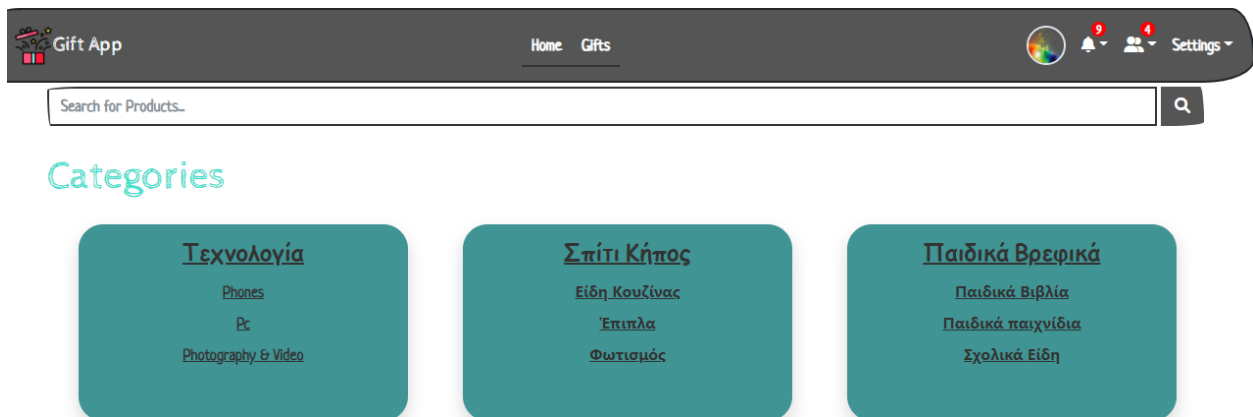 Gift App
Home Gifts
9 4 Settings
Search for Products...
Categories
Τεχνολογία
Phones
Pc
Photography & Video
Σπίτι Κήπος
Είδη Κουζίνας
Έπιπλα
Φωτισμός
Παιδικά Βρεφικά
Παιδικά Βιβλία
Παιδικά παιχνίδια
Σχολικά Είδη